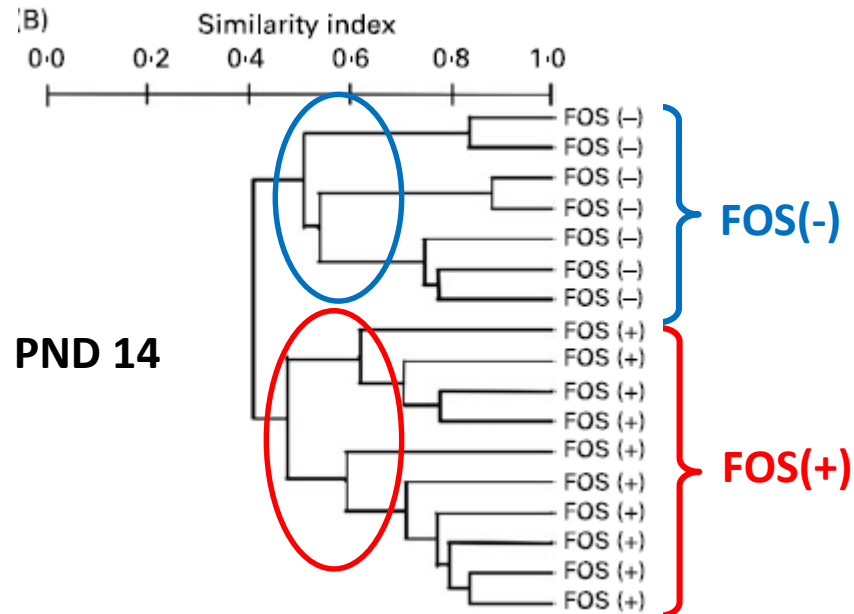 (B)
Similarity index
0·0 0·2 0·4 0·6 0·8 1·0
FOS (–)
FOS (–)
FOS (–)
FOS (–)
FOS (–)
FOS (–)
FOS (–)
FOS(-)
PND 14
FOS (+)
FOS (+)
FOS (+)
FOS (+)
FOS (+)
FOS (+)
FOS (+)
FOS (+)
FOS (+)
FOS (+)
FOS(+)